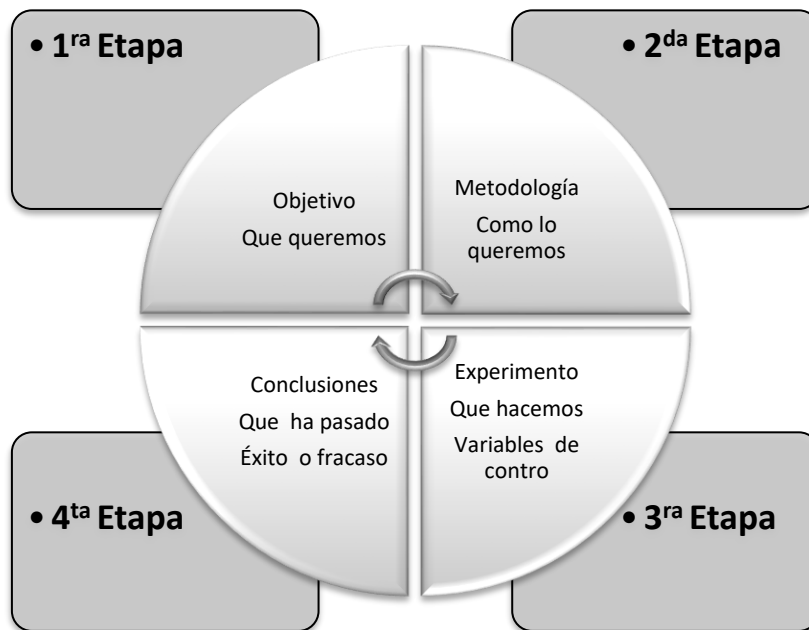 • 1ra Etapa
• 2da Etapa
Objetivo
Que queremos
Metodología
Como lo
queremos
Conclusiones
Que ha pasado
Éxito o fracaso
Experimento
Que hacemos
Variables de
contro
• 4ta Etapa
• 3ra Etapa